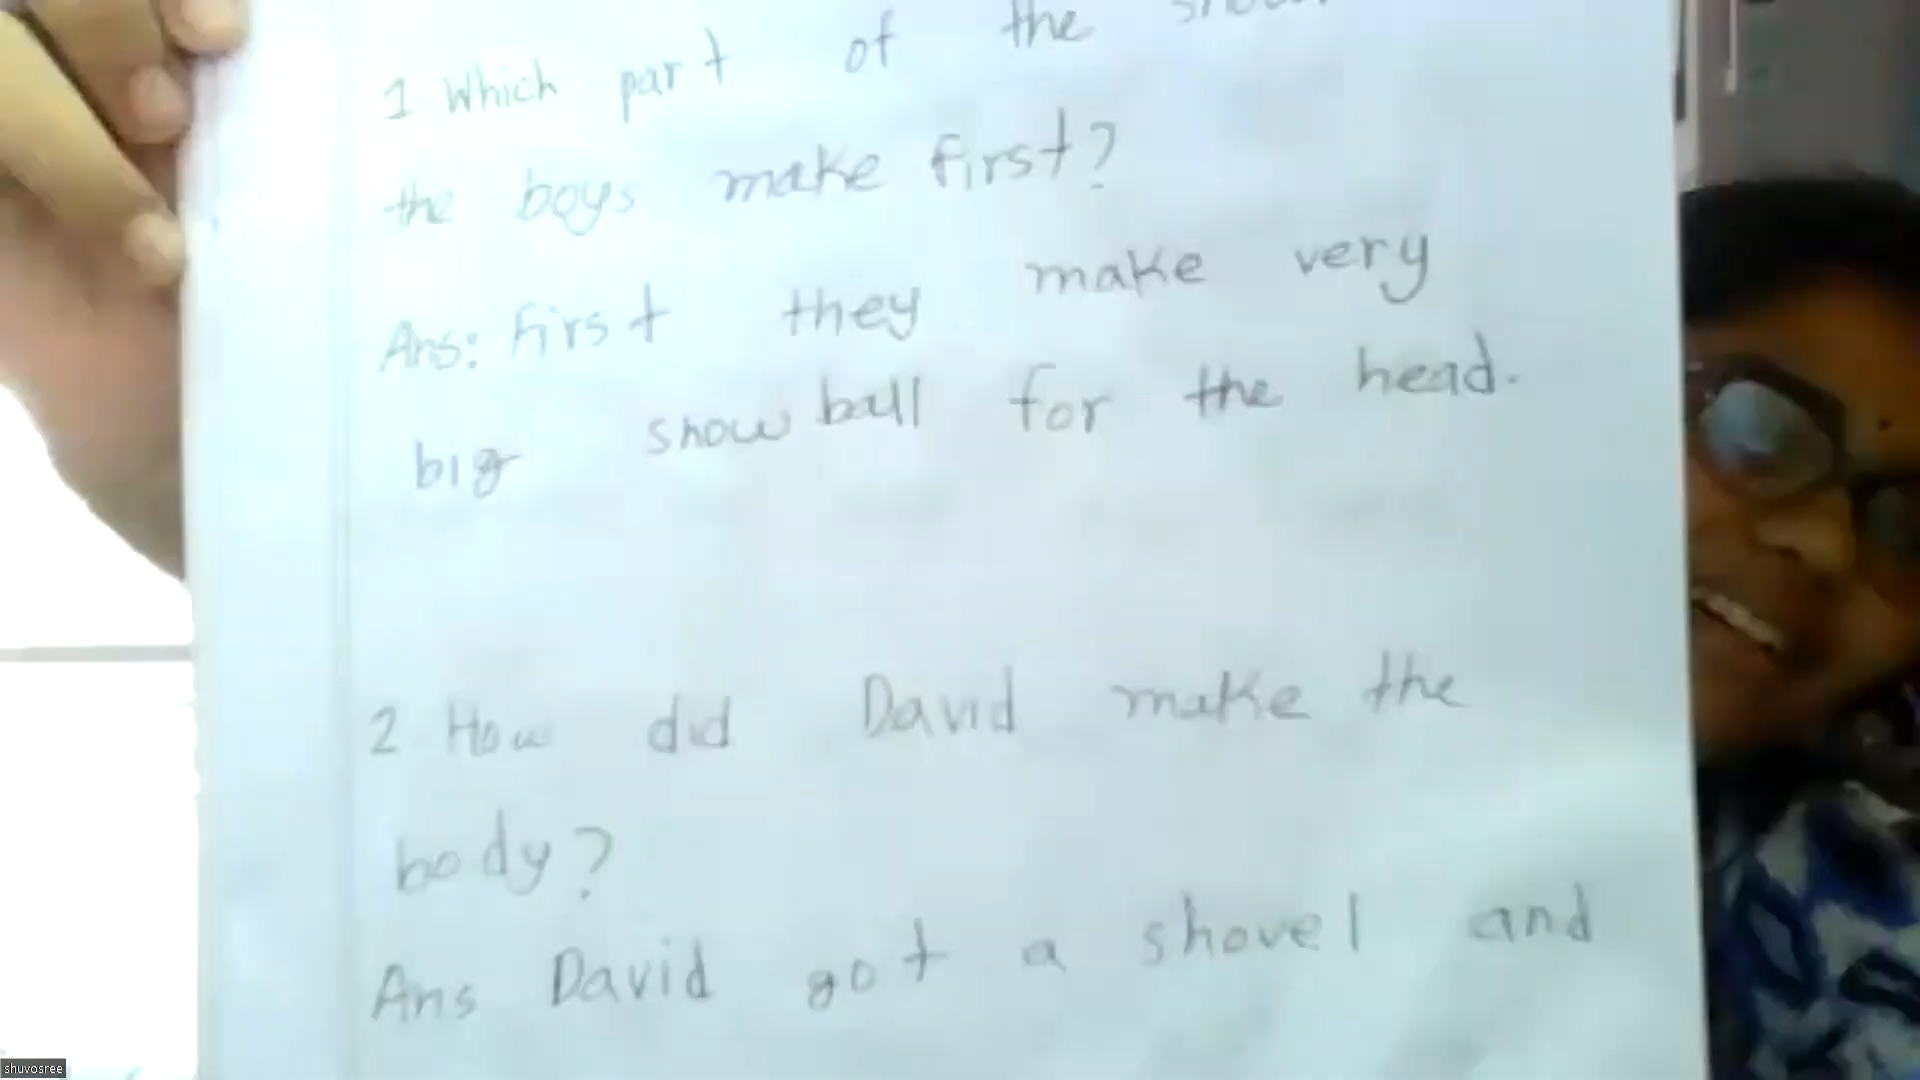 1 Which part of the
the boys make first?
Ans: First they make very
big snow ball for the head.
2 How did David make the
body?
Ans David got a shovel and
shuvosree